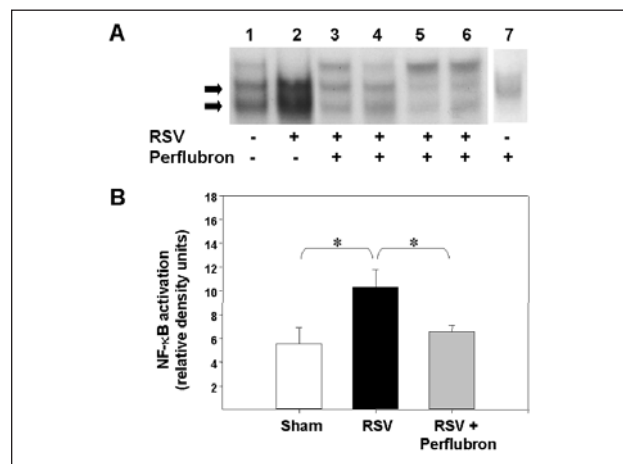 A
1 2 3 4 5 6 7
RSV - + + + + + -
Perflubron - - + + + + +
B
NF-κB activation
(relative density units)
18
16
14
12
10
8
6
4
2
* *
Sham RSV RSV +
Perflubron